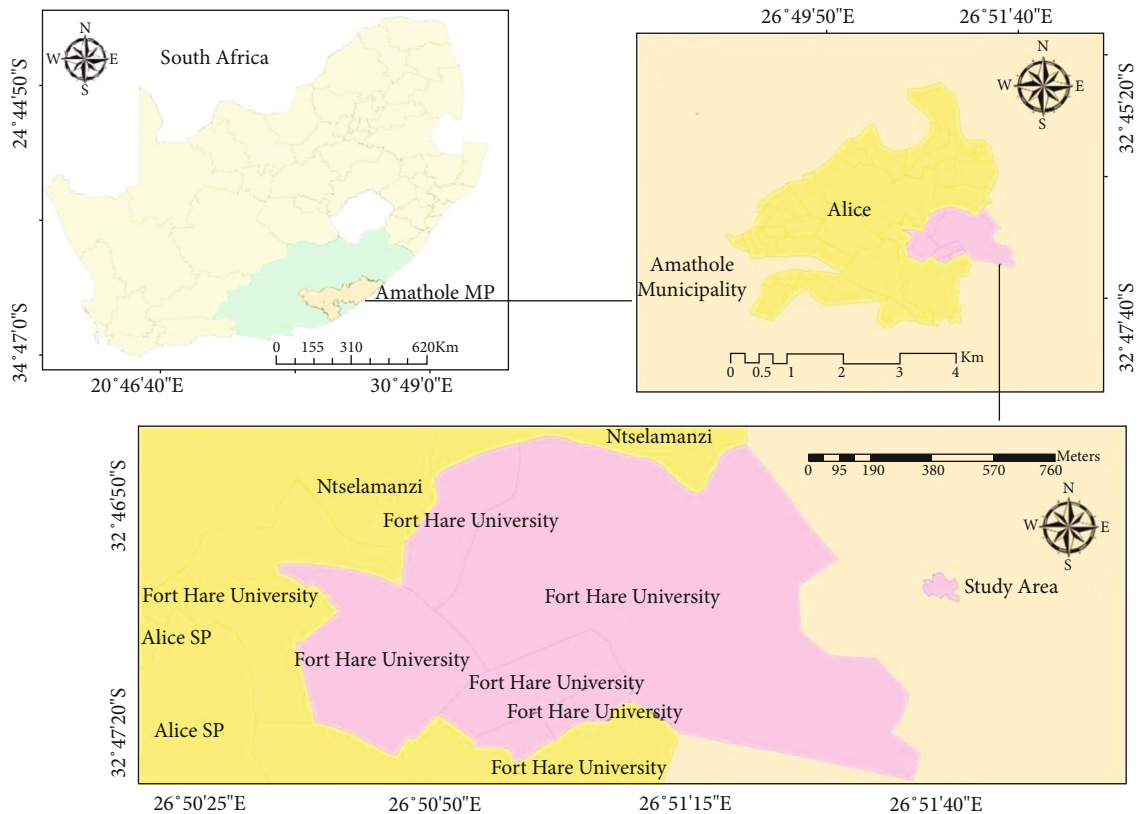 South Africa
N
W E
S
24°44'50"S
34°47'0"S
Amathole MP
0 155 310 620Km
20°46'40"E 30°49'0"E
26°49'50"E 26°51'40"E
N
W E
S
32°45'20"S
32°47'40"S
Alice
Amathole
Municipality
Km
0 0.5 1 2 3 4
Ntselamanzi
Meters
0 95 190 380 570 760
Ntselamanzi
N
W E
S
32°46'50"S
32°47'20"S
Fort Hare University
Study Area
Fort Hare University
Fort Hare University
Alice SP
Fort Hare University
Fort Hare University
Fort Hare University
Alice SP
Fort Hare University
26°50'25"E 26°50'50"E 26°51'15"E 26°51'40"E